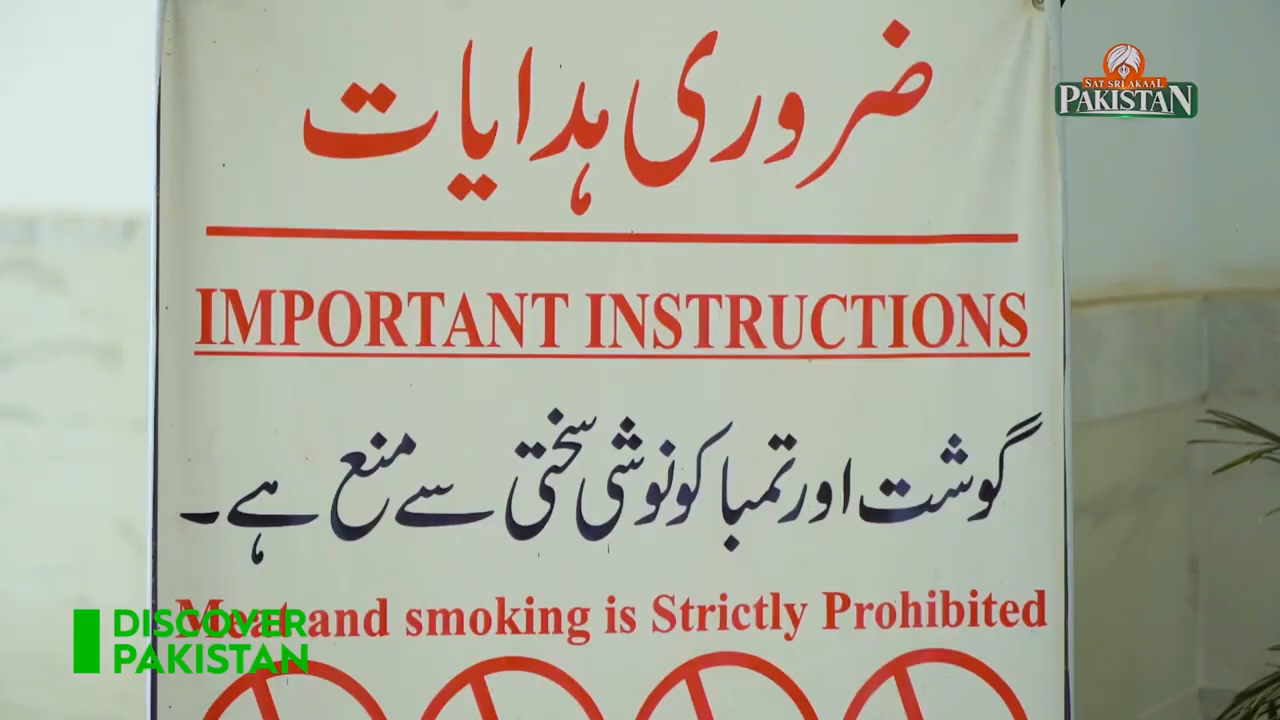 ضروری ہدایات
SAT SRI AKAAL
PAKISTAN
IMPORTANT INSTRUCTIONS
گوشت اور تمباکو نوشی سختی سے منع ہے۔
Meat and smoking is Strictly Prohibited
DISCOVER
PAKISTAN